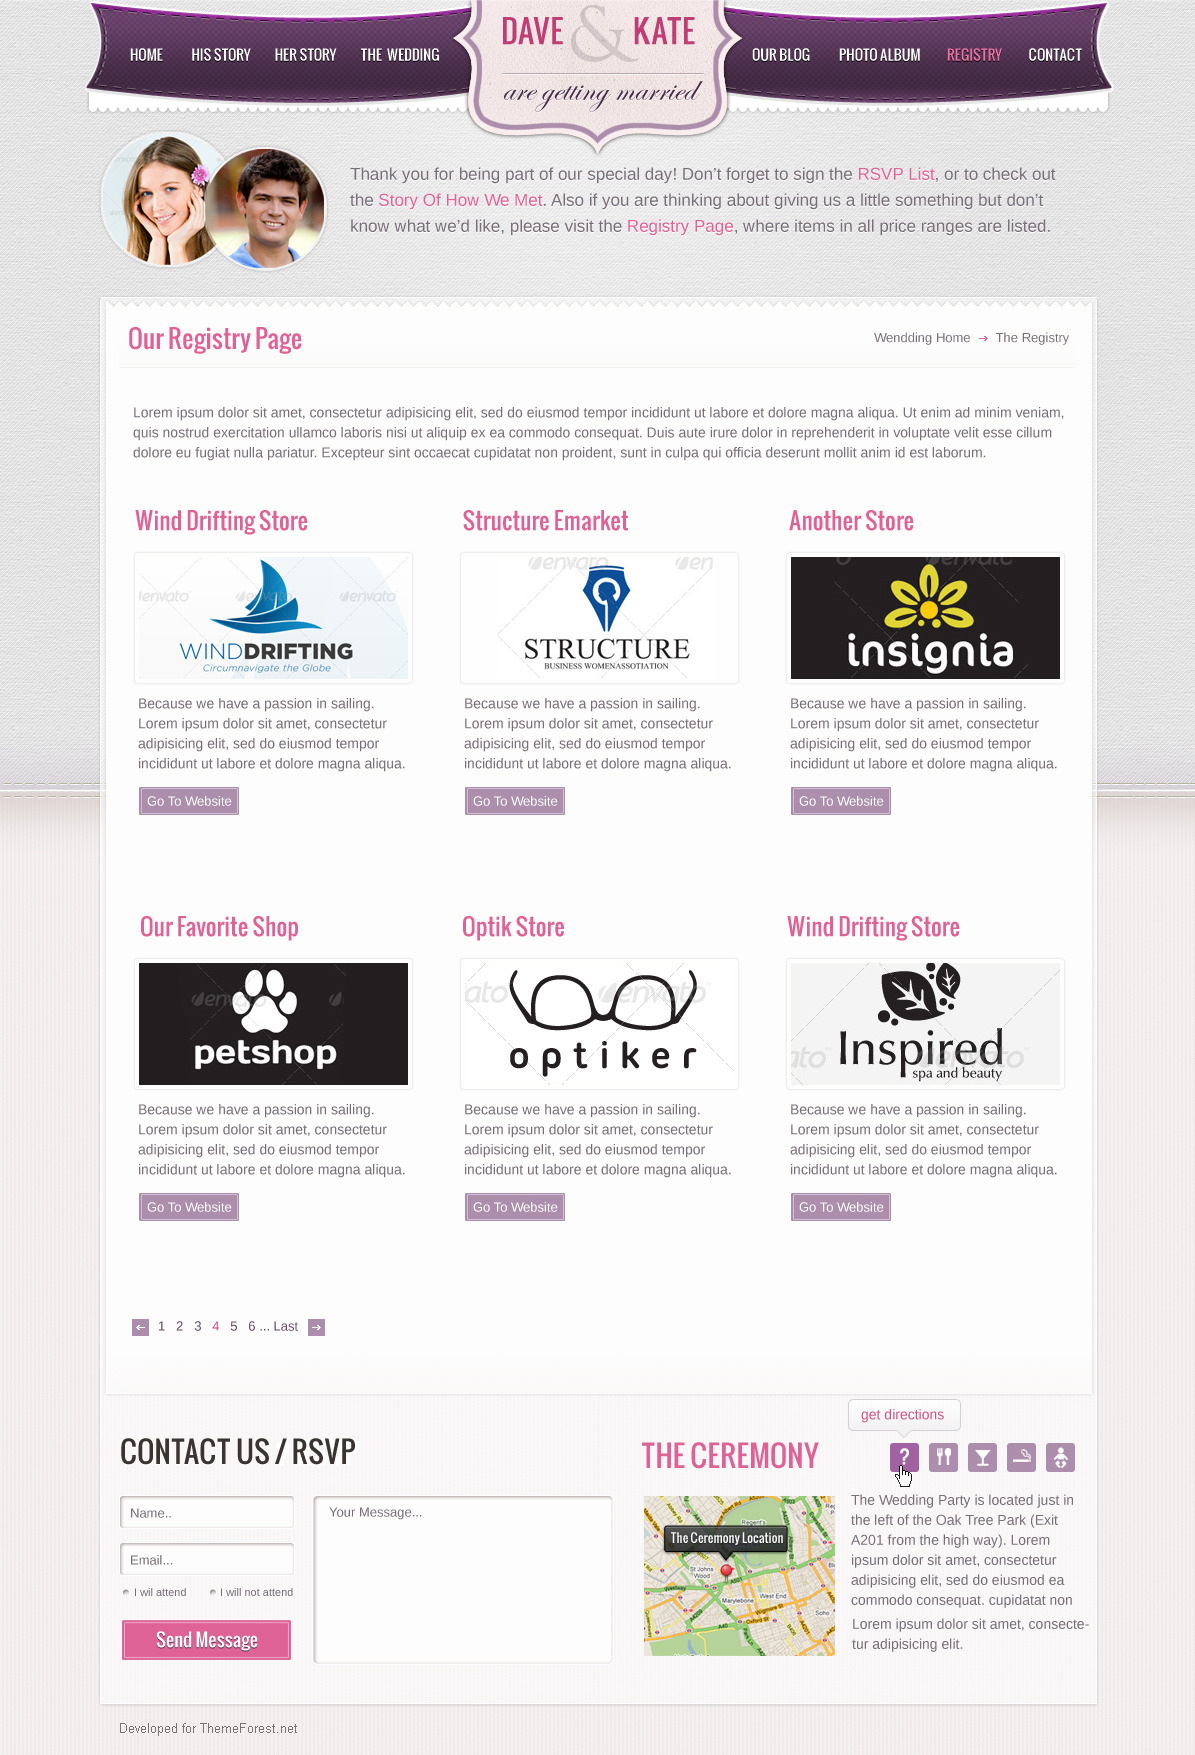 HOME HIS STORY HER STORY THE WEDDING
DAVE & KATE
are getting married
OUR BLOG PHOTO ALBUM REGISTRY CONTACT
Thank you for being part of our special day! Don't forget to sign the RSVP List, or to check out
the Story Of How We Met. Also if you are thinking about giving us a little something but don't
know what we'd like, please visit the Registry Page, where items in all price ranges are listed.
Our Registry Page
Wendding Home → The Registry
Lorem ipsum dolor sit amet, consectetur adipisicing elit, sed do eiusmod tempor incididunt ut labore et dolore magna aliqua. Ut enim ad minim veniam,
quis nostrud exercitation ullamco laboris nisi ut aliquip ex ea commodo consequat. Duis aute irure dolor in reprehenderit in voluptate velit esse cillum
dolore eu fugiat nulla pariatur. Excepteur sint occaecat cupidatat non proident, sunt in culpa qui officia deserunt mollit anim id est laborum.
Wind Drifting Store
envato envato envato
WINDDRIFTING
Circumnavigate the Globe
Because we have a passion in sailing.
Lorem ipsum dolor sit amet, consectetur
adipisicing elit, sed do eiusmod tempor
incididunt ut labore et dolore magna aliqua.
Go To Website
Structure Emarket
envato en
STRUCTURE
BUSINESS WOMENASSOTIATION
Because we have a passion in sailing.
Lorem ipsum dolor sit amet, consectetur
adipisicing elit, sed do eiusmod tempor
incididunt ut labore et dolore magna aliqua.
Go To Website
Another Store
envato
insignia
Because we have a passion in sailing.
Lorem ipsum dolor sit amet, consectetur
adipisicing elit, sed do eiusmod tempor
incididunt ut labore et dolore magna aliqua.
Go To Website
Our Favorite Shop
envato
petshop
Because we have a passion in sailing.
Lorem ipsum dolor sit amet, consectetur
adipisicing elit, sed do eiusmod tempor
incididunt ut labore et dolore magna aliqua.
Go To Website
Optik Store
ato envato
optiker
Because we have a passion in sailing.
Lorem ipsum dolor sit amet, consectetur
adipisicing elit, sed do eiusmod tempor
incididunt ut labore et dolore magna aliqua.
Go To Website
Wind Drifting Store
Inspired
ato envato
spa and beauty
Because we have a passion in sailing.
Lorem ipsum dolor sit amet, consectetur
adipisicing elit, sed do eiusmod tempor
incididunt ut labore et dolore magna aliqua.
Go To Website
← 1 2 3 4 5 6 ... Last →
CONTACT US / RSVP
Name..
Email...
I wil attend I will not attend
Send Message
Your Message...
THE CEREMONY
get directions
?
The Ceremony Location
Regent's
St Johns
Wood
Marylebone
West End
Soho
The Wedding Party is located just in
the left of the Oak Tree Park (Exit
A201 from the high way). Lorem
ipsum dolor sit amet, consectetur
adipisicing elit, sed do eiusmod ea
commodo consequat. cupidatat non
Lorem ipsum dolor sit amet, consecte-
tur adipisicing elit.
Developed for ThemeForest.net